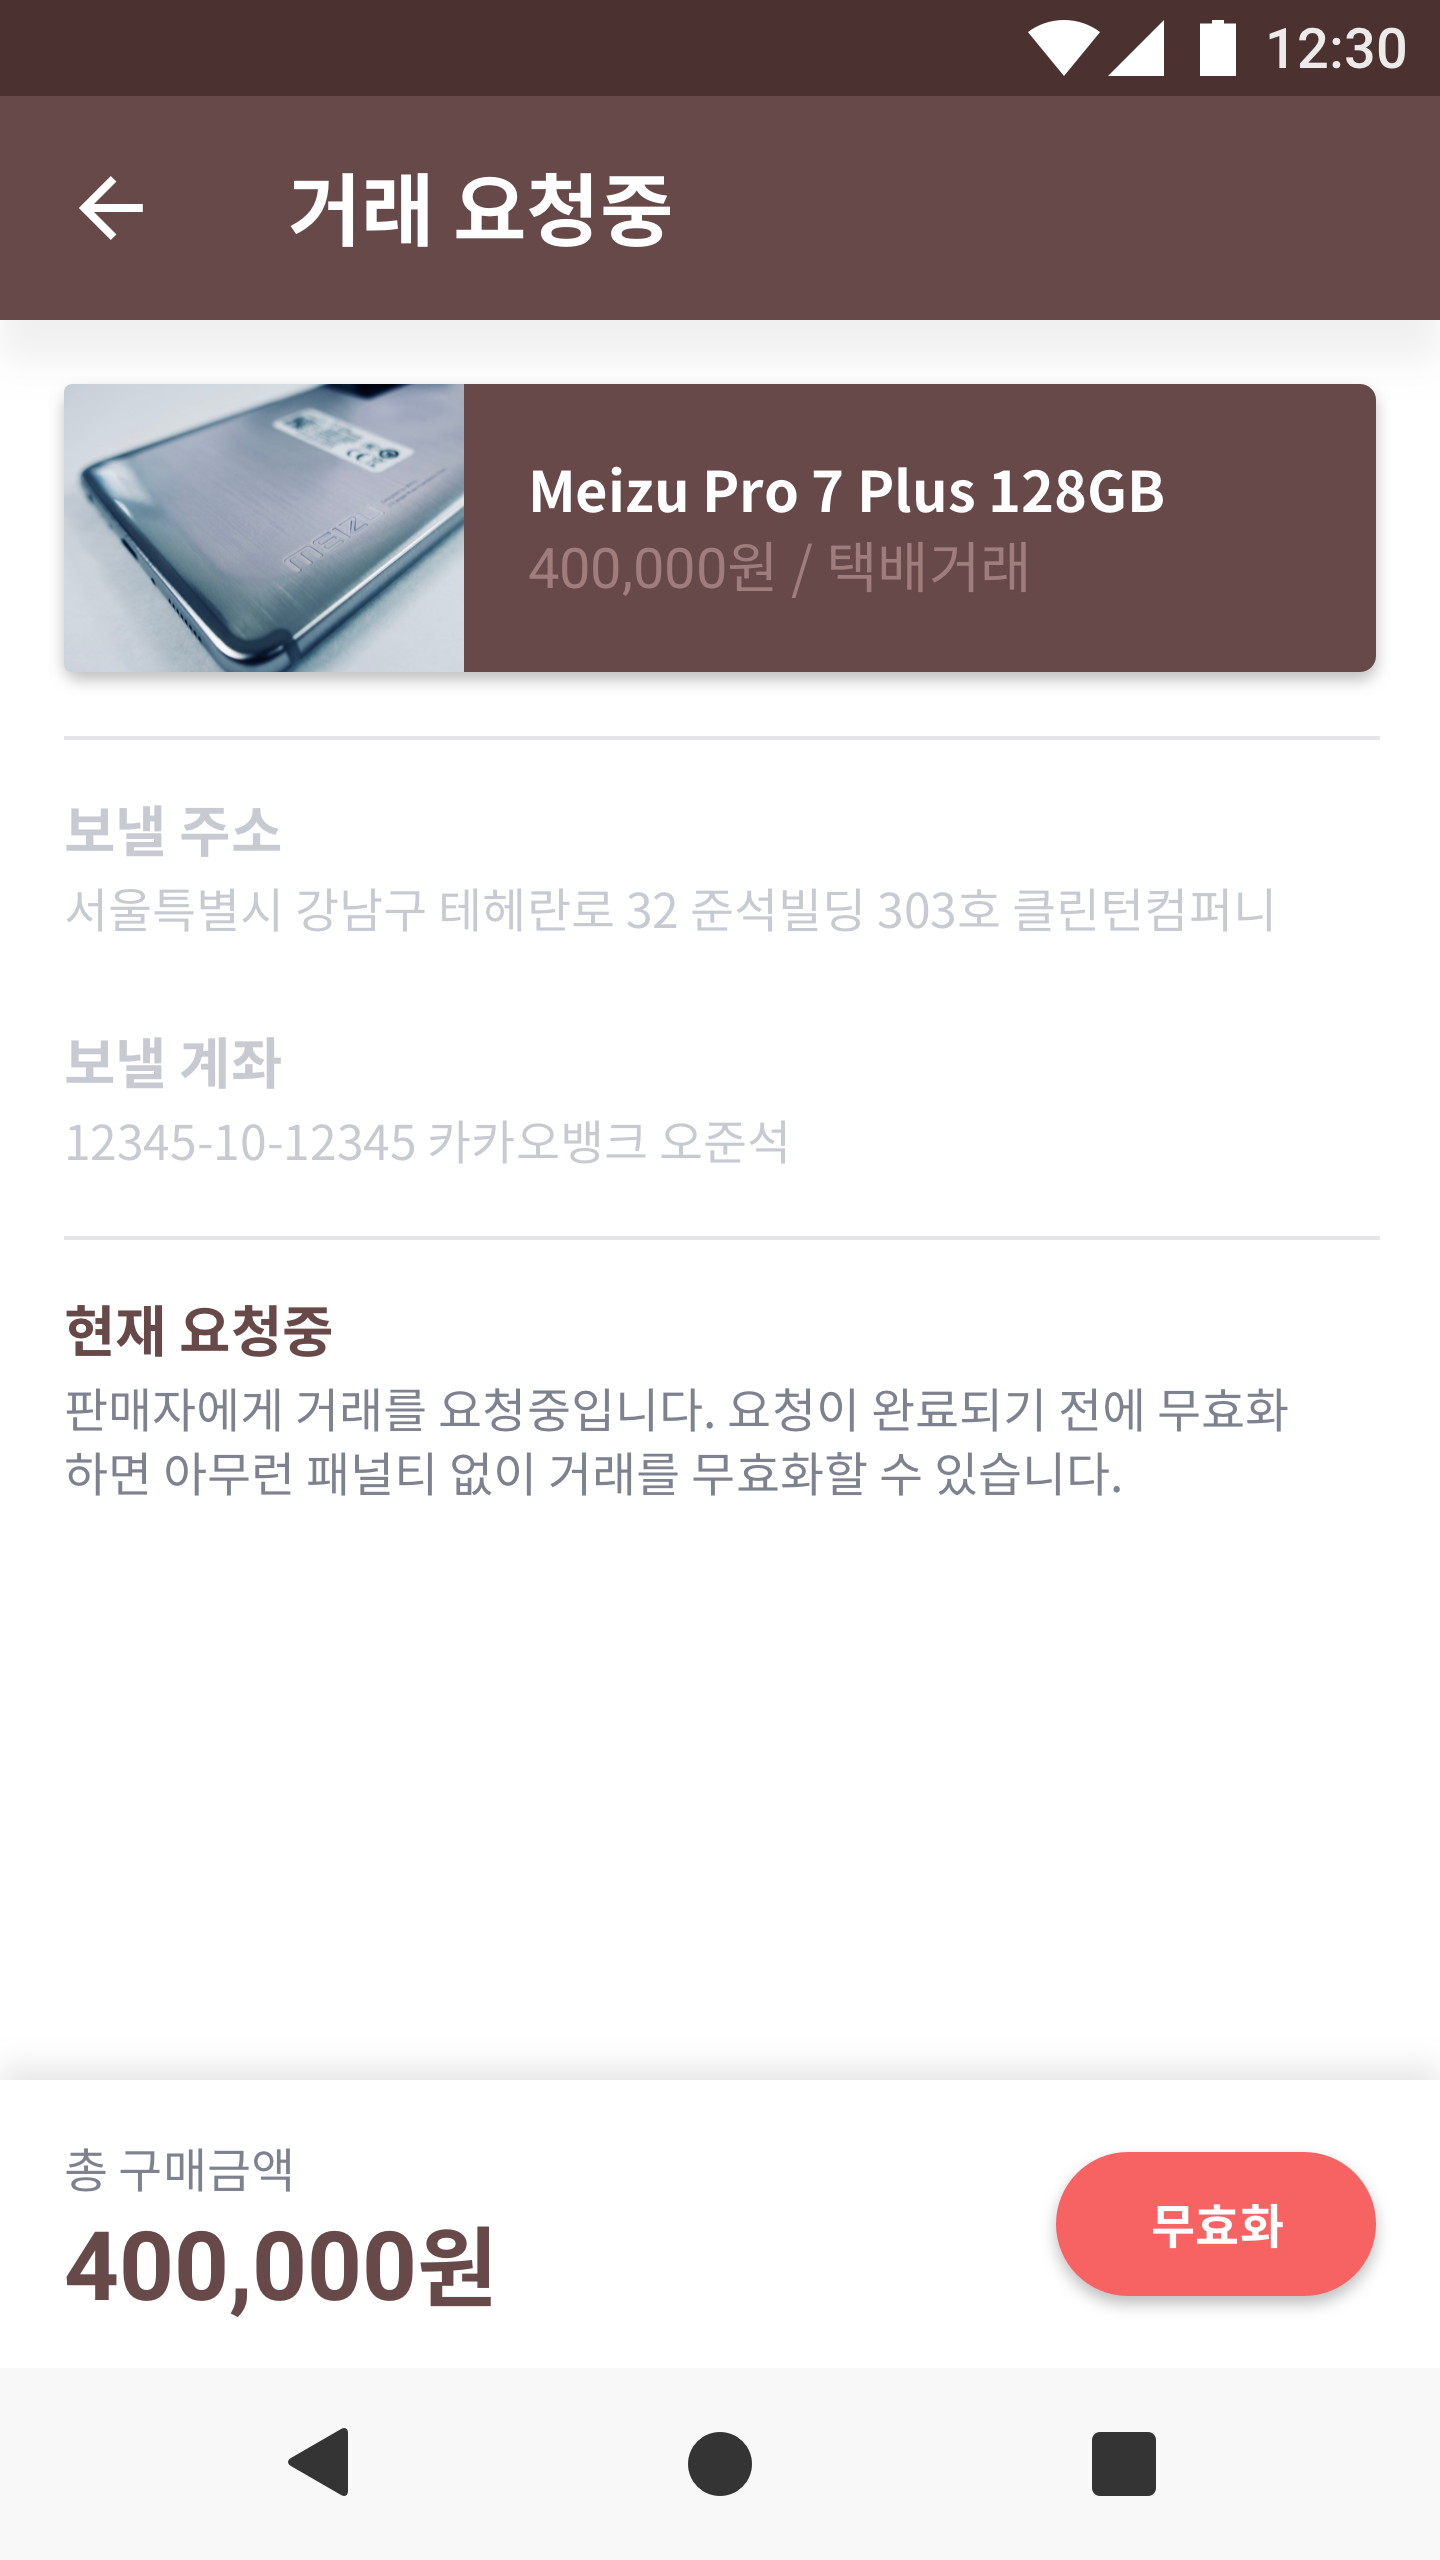 12:30
거래 요청중
MEIZU
Meizu Pro 7 Plus 128GB
400,000원 / 택배거래
보낼 주소
서울특별시 강남구 테헤란로 32 준석빌딩 303호 클린턴컴퍼니
보낼 계좌
12345-10-12345 카카오뱅크 오준석
현재 요청중
판매자에게 거래를 요청중입니다. 요청이 완료되기 전에 무효화
하면 아무런 패널티 없이 거래를 무효화할 수 있습니다.
총 구매금액
400,000원
무효화